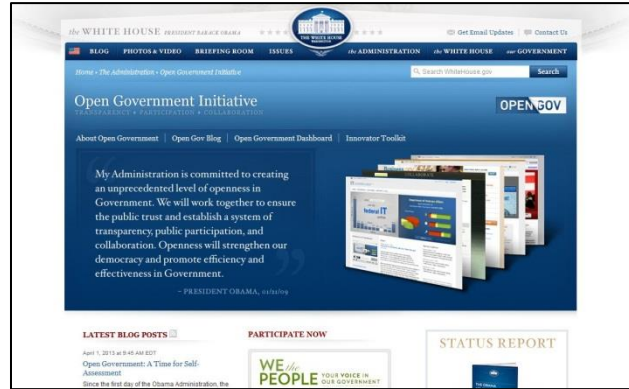 the WHITE HOUSE PRESIDENT BARACK OBAMA
THE WHITE HOUSE
WASHINGTON
Get Email Updates Contact Us
BLOG PHOTOS & VIDEO BRIEFING ROOM ISSUES the ADMINISTRATION the WHITE HOUSE our GOVERNMENT
Home • The Administration • Open Government Initiative
Search WhiteHouse.gov Search
Open Government Initiative
TRANSPARENCY • PARTICIPATION • COLLABORATION
OPEN GOV
About Open Government | Open Gov Blog | Open Government Dashboard | Innovator Toolkit
“ My Administration is committed to creating
an unprecedented level of openness in
Government. We will work together to ensure
the public trust and establish a system of
transparency, public participation, and
collaboration. Openness will strengthen our
democracy and promote efficiency and
effectiveness in Government. ”
~ PRESIDENT OBAMA, 01/21/09
COLLABORATE
federal IT
LATEST BLOG POSTS
April 1, 2013 at 9:45 AM EDT
Open Government: A Time for Self-
Assessment
Since the first day of the Obama Administration, the
PARTICIPATE NOW
WE the
PEOPLE YOUR VOICE IN
OUR GOVERNMENT
STATUS REPORT